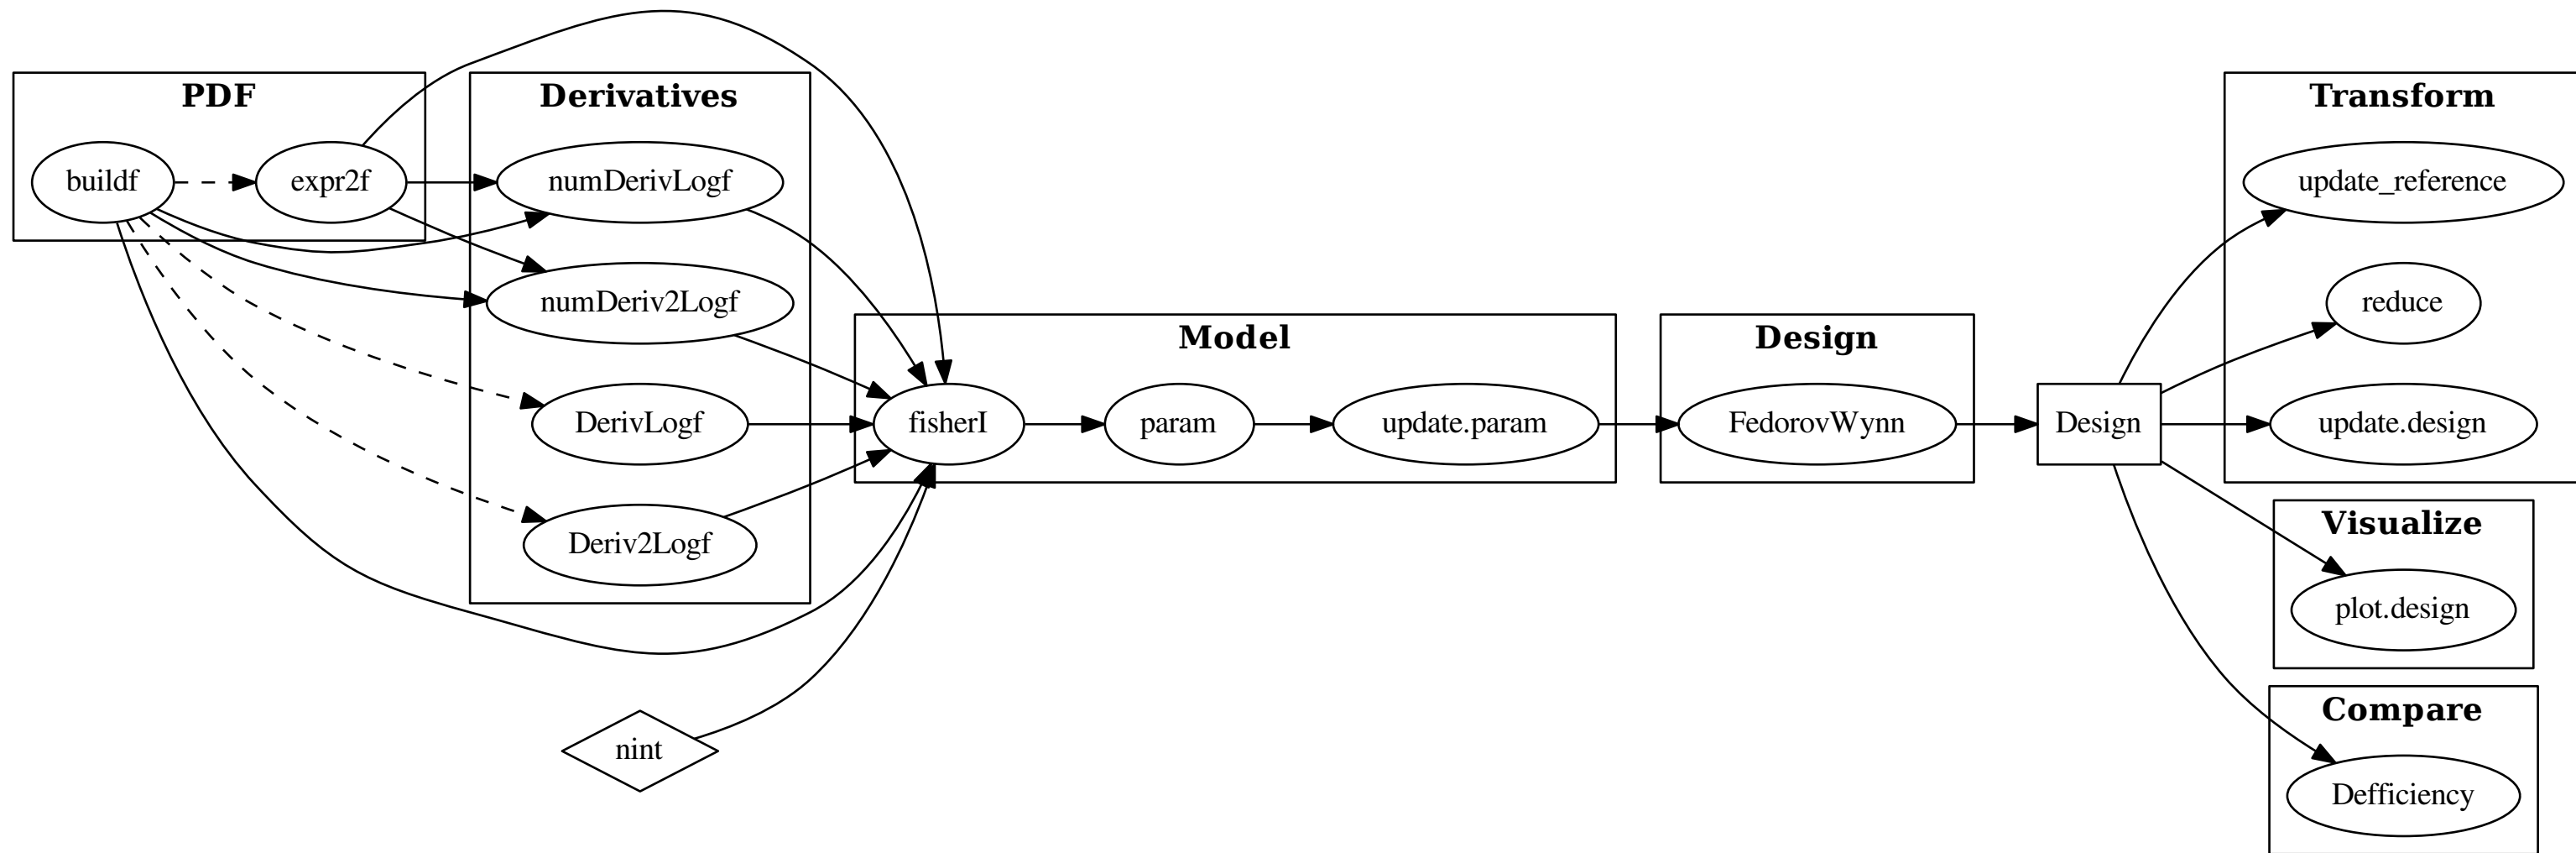 PDF
buildf
expr2f
Derivatives
numDerivLogf
numDeriv2Logf
DerivLogf
Deriv2Logf
nint
Model
fisherI
param
update.param
Design
FedorovWynn
Design
Transform
update_reference
reduce
update.design
Visualize
plot.design
Compare
Defficiency